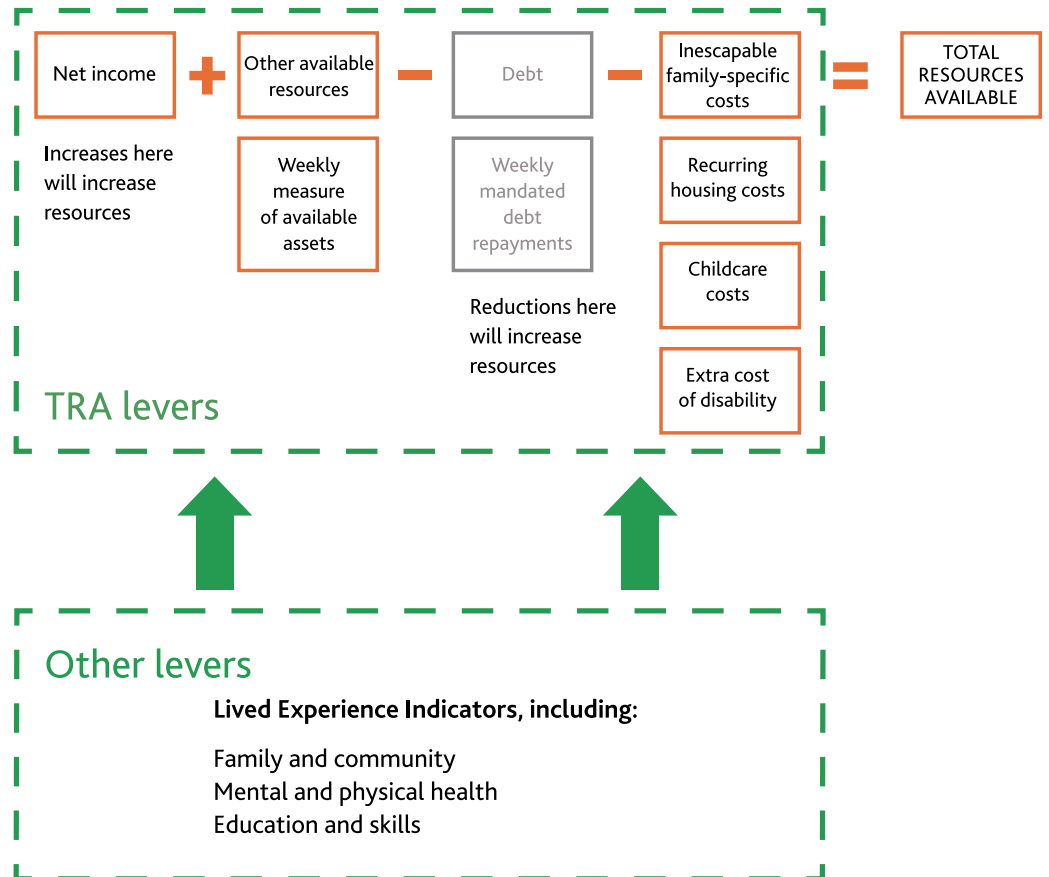 Net income
+
Other available
resources
−
Debt
−
Inescapable
family-specific
costs
=
TOTAL
RESOURCES
AVAILABLE
Increases here
will increase
resources
Weekly
measure
of available
assets
Weekly
mandated
debt
repayments
Recurring
housing costs
Childcare
costs
Reductions here
will increase
resources
Extra cost
of disability
TRA levers
Other levers
Lived Experience Indicators, including:
Family and community
Mental and physical health
Education and skills